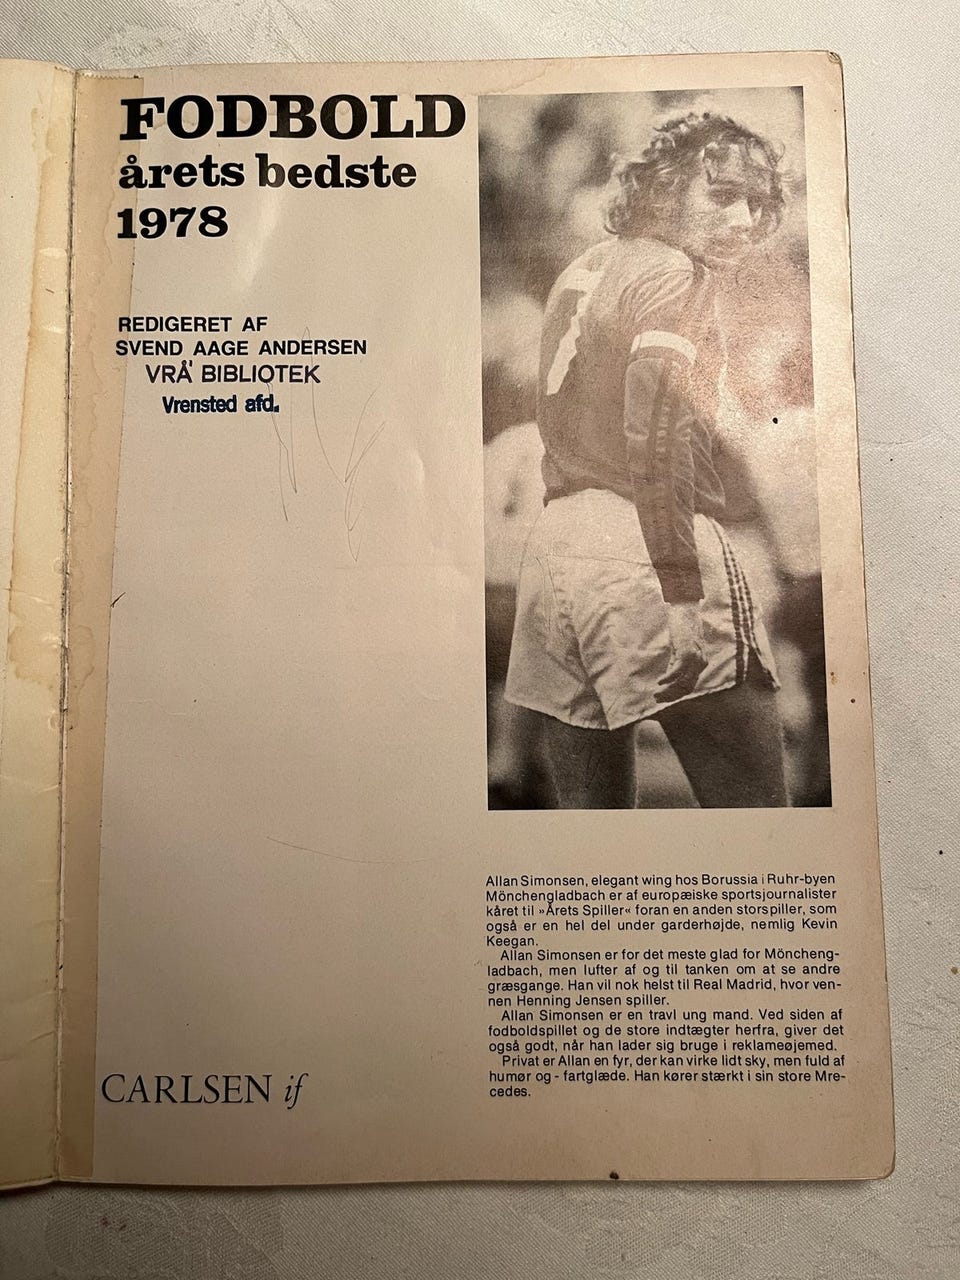 FODBOLD
årets bedste
1978
REDIGERET AF
SVEND AAGE ANDERSEN
VRÅ BIBLIOTEK
Vrensted afd.
7
Allan Simonsen, elegant wing hos Borussia i Ruhr-byen
Mönchengladbach er af europæiske sportsjournalister
kåret til »Årets Spiller« foran en anden storspiller, som
også er en hel del under garderhøjde, nemlig Kevin
Keegan.
Allan Simonsen er for det meste glad for Möncheng-
ladbach, men lufter af og til tanken om at se andre
græsgange. Han vil nok helst til Real Madrid, hvor ven-
nen Henning Jensen spiller.
Allan Simonsen er en travl ung mand. Ved siden af
fodboldspillet og de store indtægter herfra, giver det
også godt, når han lader sig bruge i reklameøjemed.
Privat er Allan en fyr, der kan virke lidt sky, men fuld af
humør og - fartglæde. Han kører stærkt i sin store Mre-
cedes.
CARLSEN if